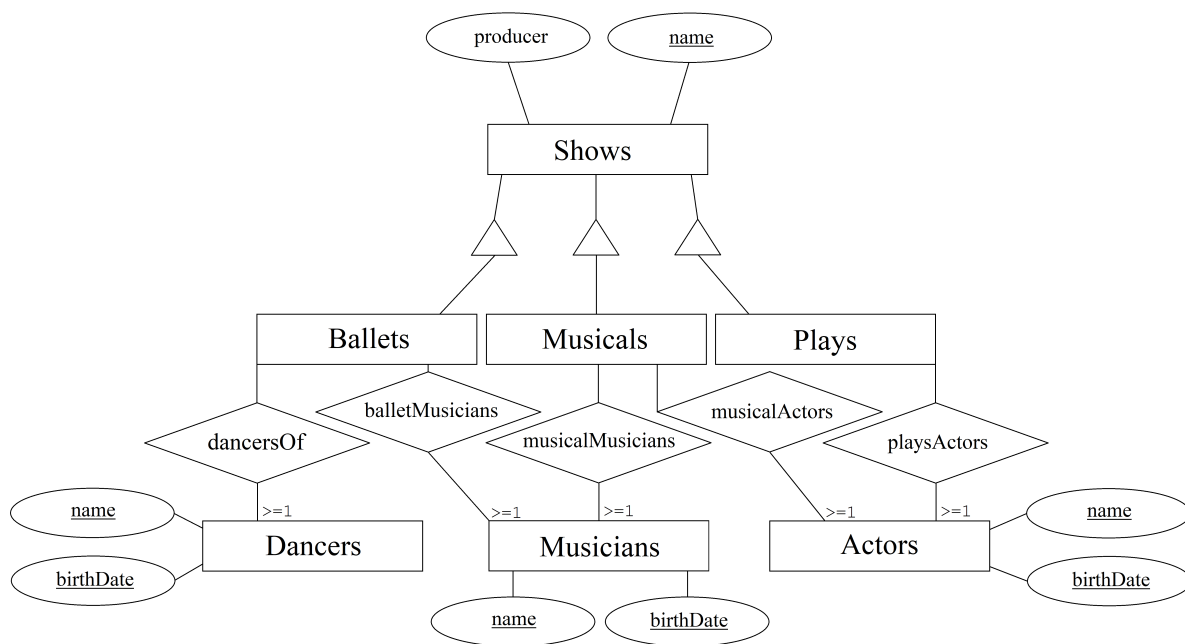 producer
name
Shows
Ballets
Musicals
Plays
balletMusicians
musicalActors
dancersOf
musicalMusicians
playsActors
>=1
>=1
>=1
>=1
>=1
name
birthDate
Dancers
Musicians
Actors
name
birthDate
name
birthDate